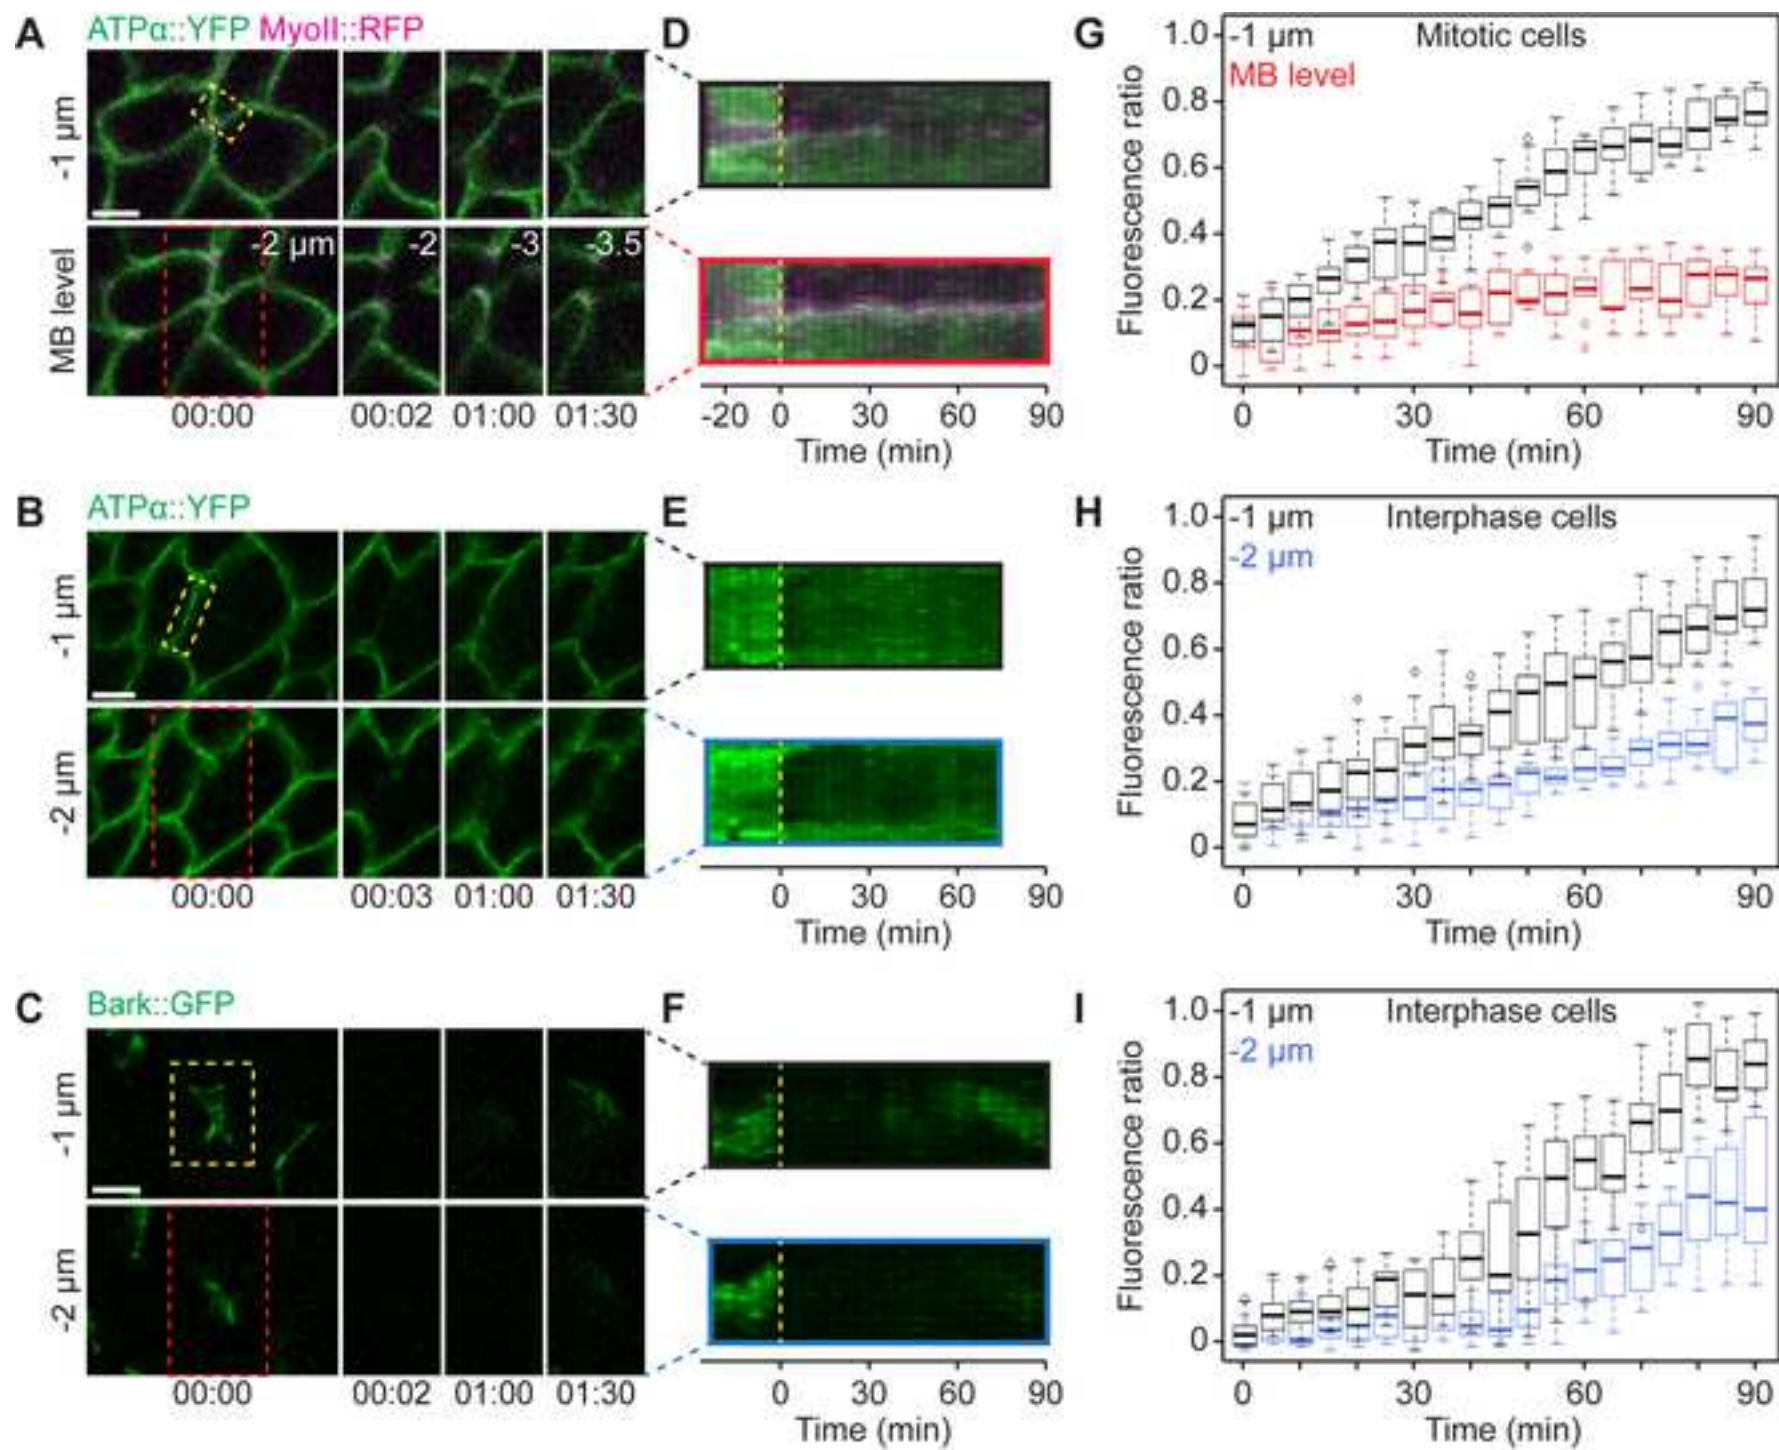 A
ATPα::YFP MyoII::RFP
-1 µm
MB level
-2 µm
-2
-3
-3.5
00:00
00:02
01:00
01:30
D
-20
0
30
60
90
Time (min)
G
-1 µm
MB level
Mitotic cells
Fluorescence ratio
1.0
0.8
0.6
0.4
0.2
0
0
30
60
90
Time (min)
B
ATPα::YFP
-1 µm
-2 µm
00:00
00:03
01:00
01:30
E
0
30
60
90
Time (min)
H
-1 µm
-2 µm
Interphase cells
Fluorescence ratio
1.0
0.8
0.6
0.4
0.2
0
0
30
60
90
Time (min)
C
Bark::GFP
-1 µm
-2 µm
00:00
00:02
01:00
01:30
F
0
30
60
90
Time (min)
I
-1 µm
-2 µm
Interphase cells
Fluorescence ratio
1.0
0.8
0.6
0.4
0.2
0
0
30
60
90
Time (min)